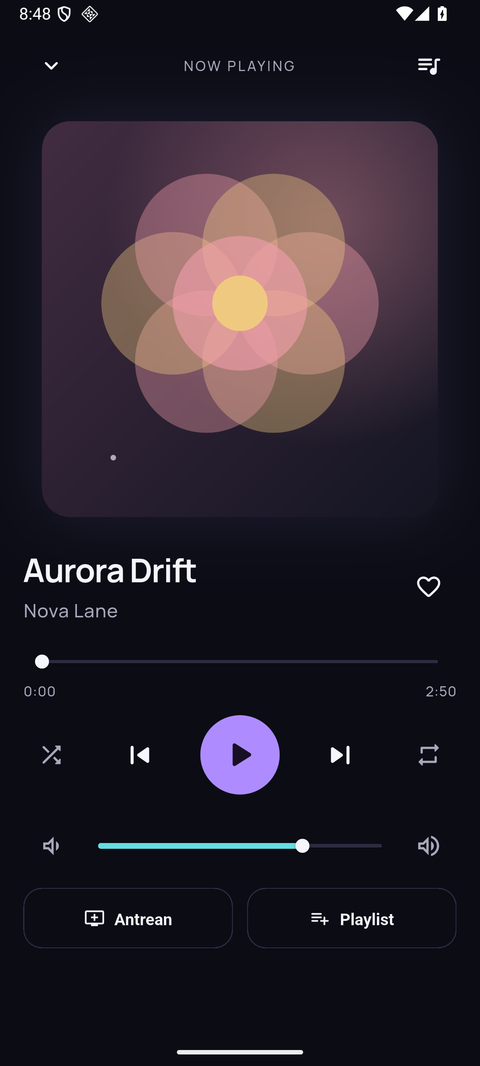 8:48
NOW PLAYING
Aurora Drift
Nova Lane
0:00
2:50
Antrean
Playlist